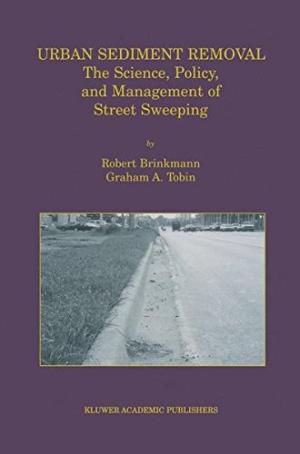 URBAN SEDIMENT REMOVAL
The Science, Policy,
and Management of
Street Sweeping
by
Robert Brinkmann
Graham A. Tobin
KLUWER ACADEMIC PUBLISHERS